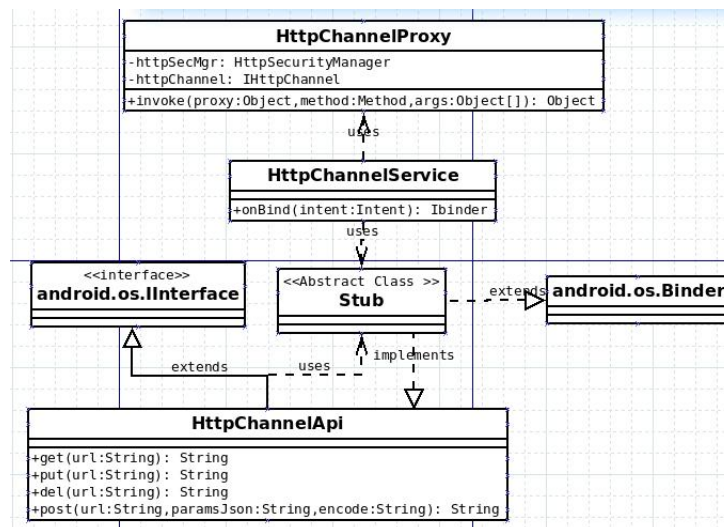 HttpChannelProxy
-httpSecMgr: HttpSecurityManager
-httpChannel: IHttpChannel
+invoke(proxy:Object,method:Method,args:Object[]): Object
uses
HttpChannelService
+onBind(intent:Intent): Ibinder
uses
<<interface>>
android.os.IInterface
<<Abstract Class >>
Stub
extends
android.os.Binder
implements
extends
uses
HttpChannelApi
+get(url:String): String
+put(url:String): String
+del(url:String): String
+post(url:String,paramsJson:String,encode:String): String